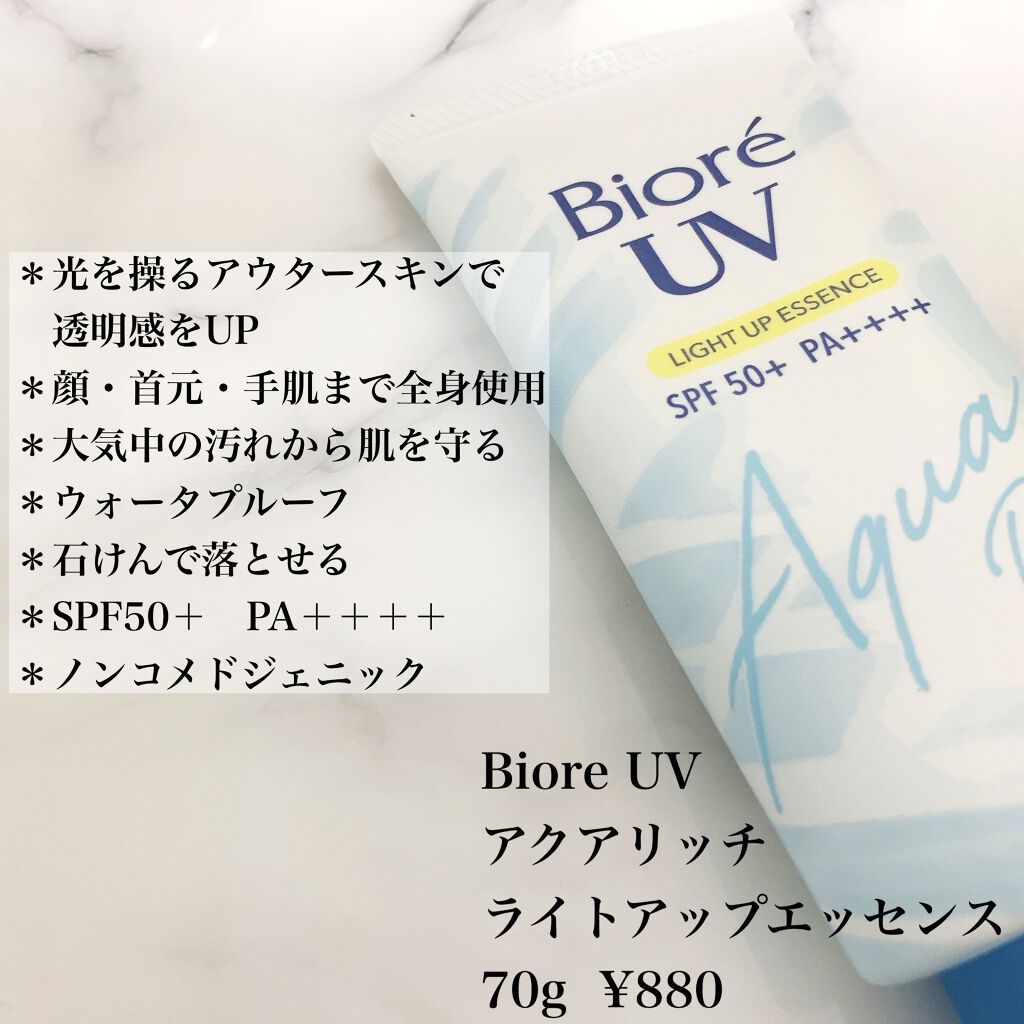 Bioré
UV
LIGHT UP ESSENCE
SPF 50+ PA++++
Aqua
＊光を操るアウタースキンで
透明感をUP
＊顔・首元・手肌まで全身使用
＊大気中の汚れから肌を守る
＊ウォータプルーフ
＊石けんで落とせる
＊SPF50＋　PA＋＋＋＋
＊ノンコメドジェニック
Biore UV
アクアリッチ
ライトアップエッセンス
70g ¥880